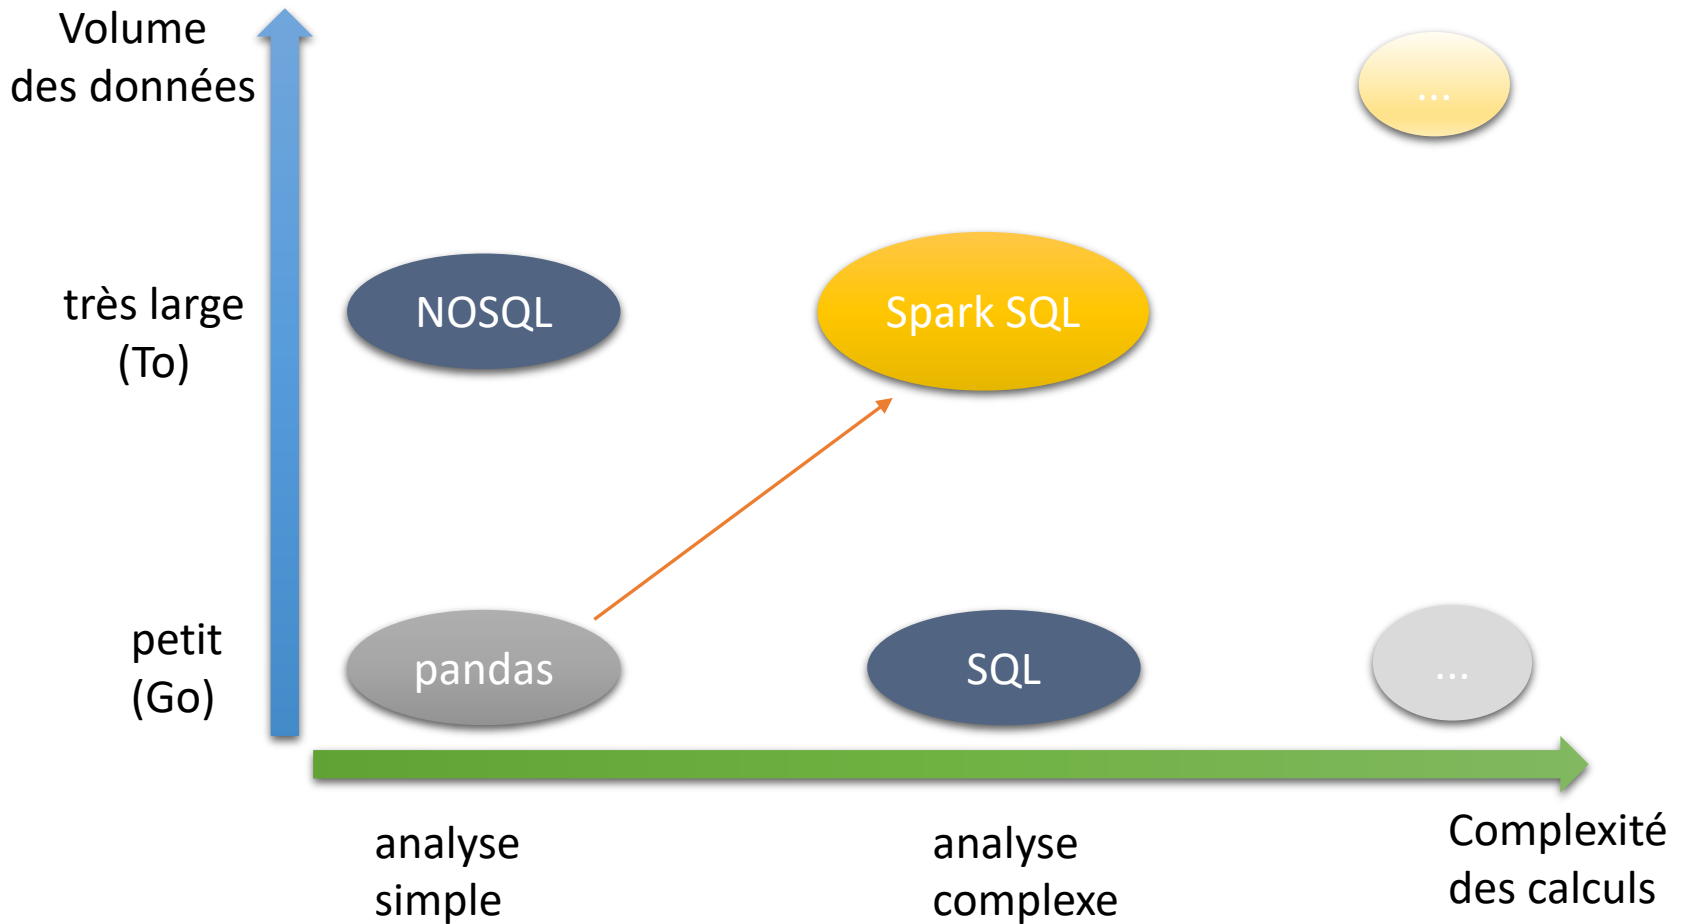 Volume
des données
...
très large
(To)
NOSQL
Spark SQL
petit
(Go)
pandas
SQL
...
analyse
simple
analyse
complexe
Complexité
des calculs